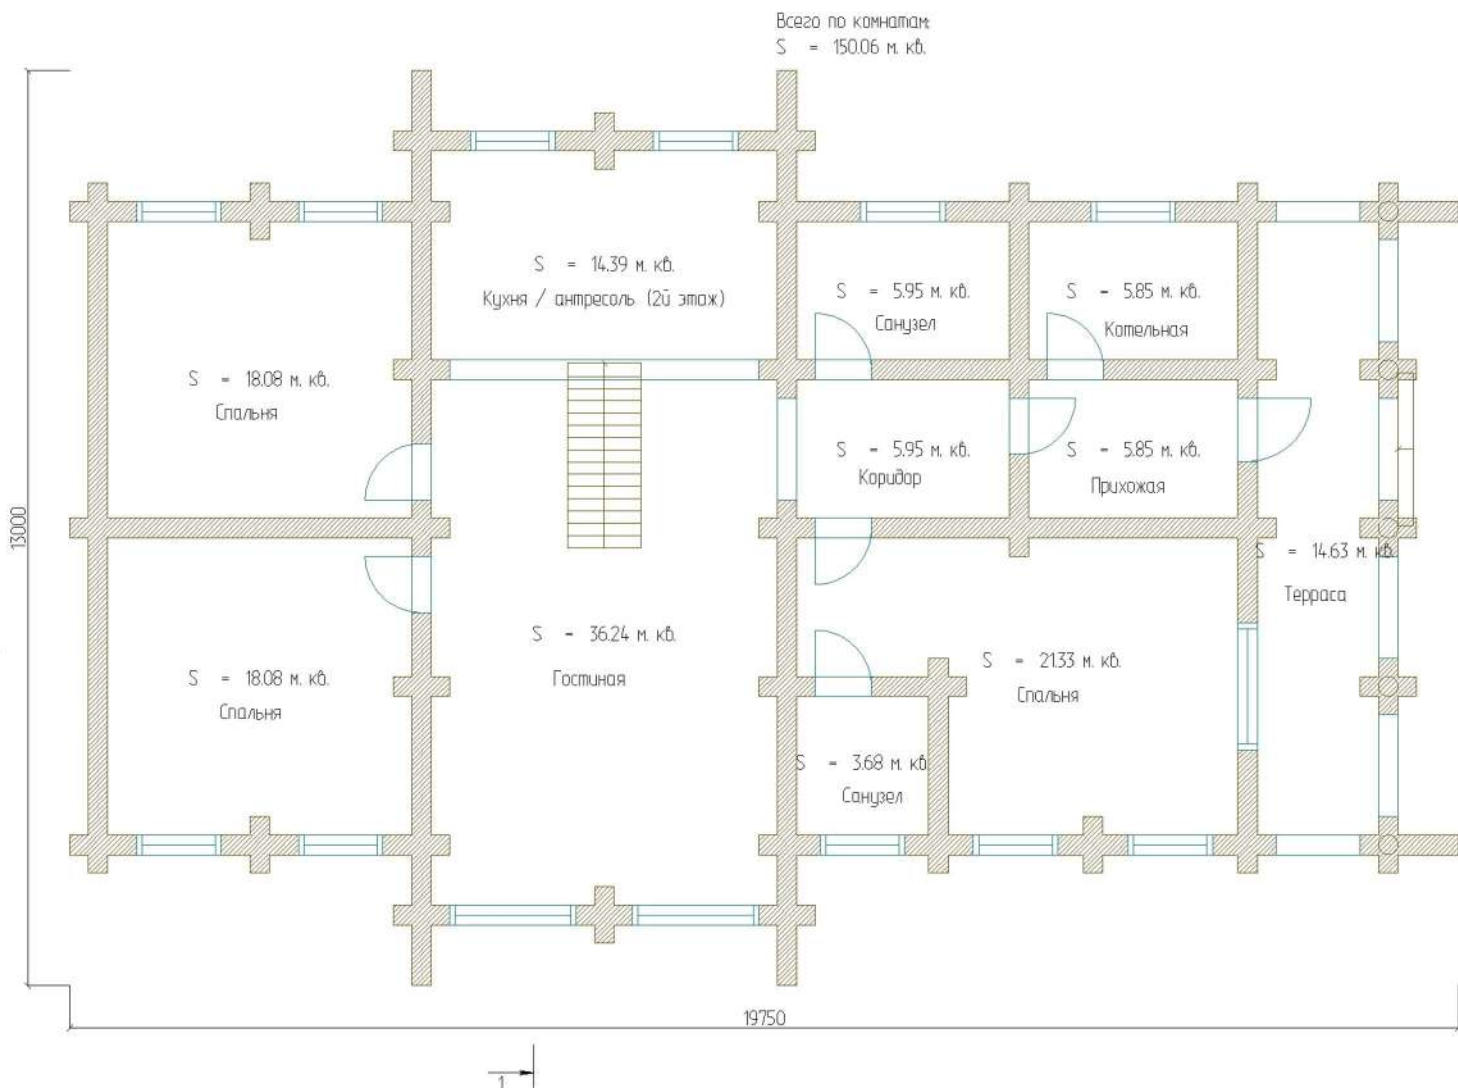 Всего по комнатам:
S = 150.06 м. кв.
S = 14.39 м. кв.
Кухня / антресоль (2й этаж)
S = 5.95 м. кв.
Санузел
S = 5.85 м. кв.
Котельная
S = 18.08 м. кв.
Спальня
S = 5.95 м. кв.
Коридор
S = 5.85 м. кв.
Прихожая
13000
S = 14.63 м. кв.
Терраса
S = 36.24 м. кв.
Гостиная
S = 21.33 м. кв.
Спальня
S = 18.08 м. кв.
Спальня
S = 3.68 м. кв.
Санузел
19750
1